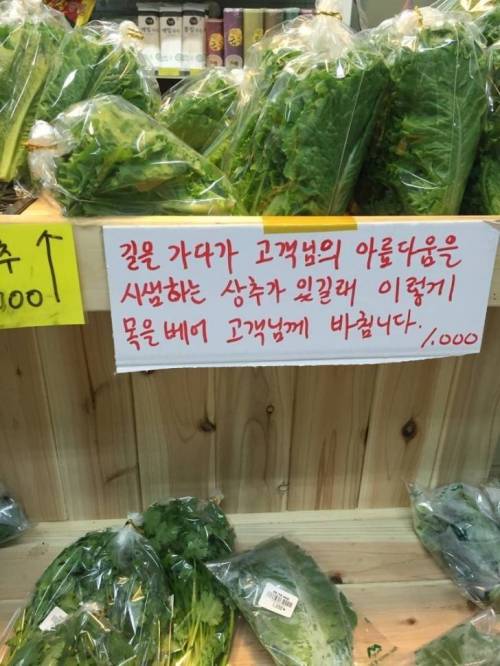 길을 가다가 고객님의 아름다움을
시샘하는 상추가 있길래 이렇게
목을 베어 고객님께 바칩니다.
1,000
추 ↑
000